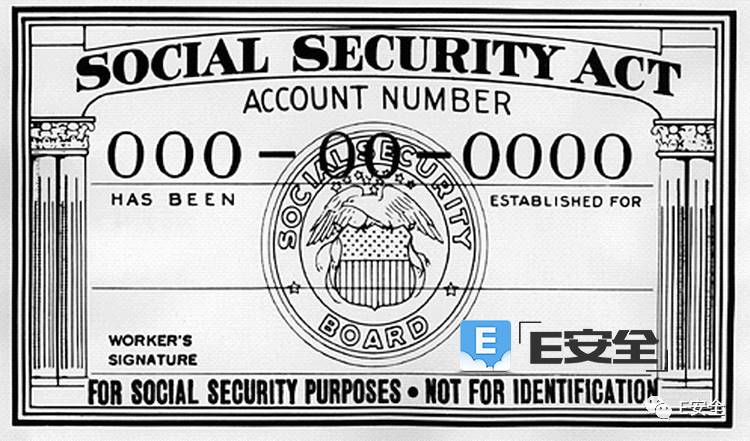 SOCIAL SECURITY ACT
ACCOUNT NUMBER
000-00-0000
HAS BEEN
ESTABLISHED FOR
SOCIAL SECURITY
BOARD
E「E安全」
WORKER'S
SIGNATURE
FOR SOCIAL SECURITY PURPOSES • NOT FOR IDENTIFICATION
E安全